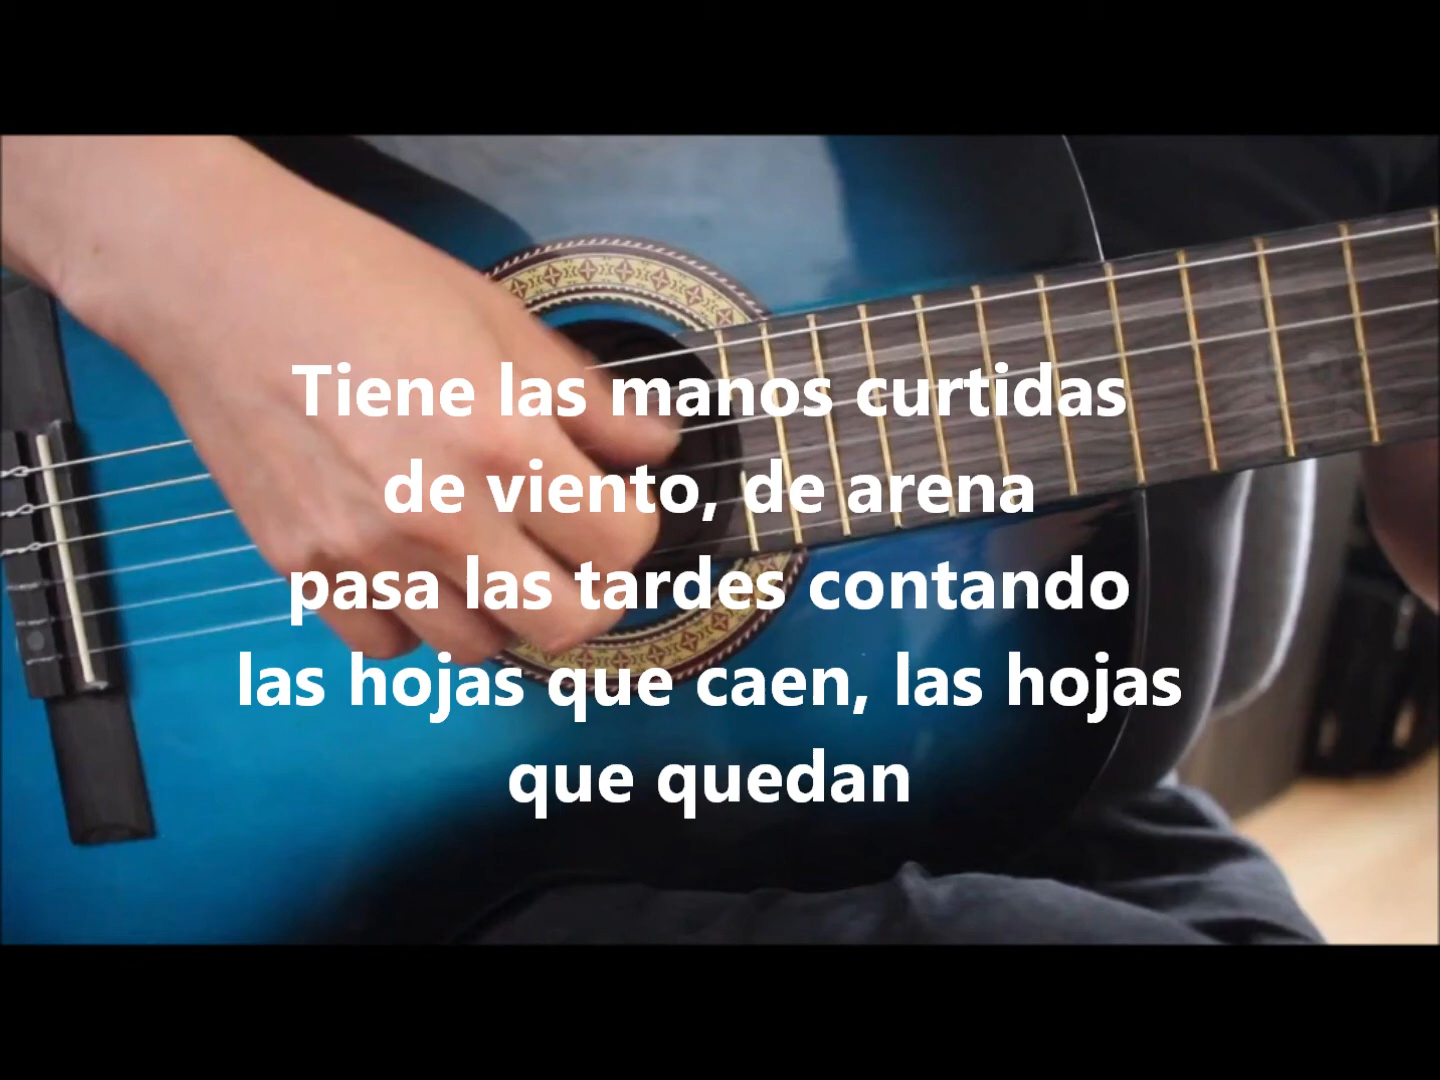 Tiene las manos curtidas
de viento, de arena
pasa las tardes contando
las hojas que caen, las hojas
que quedan